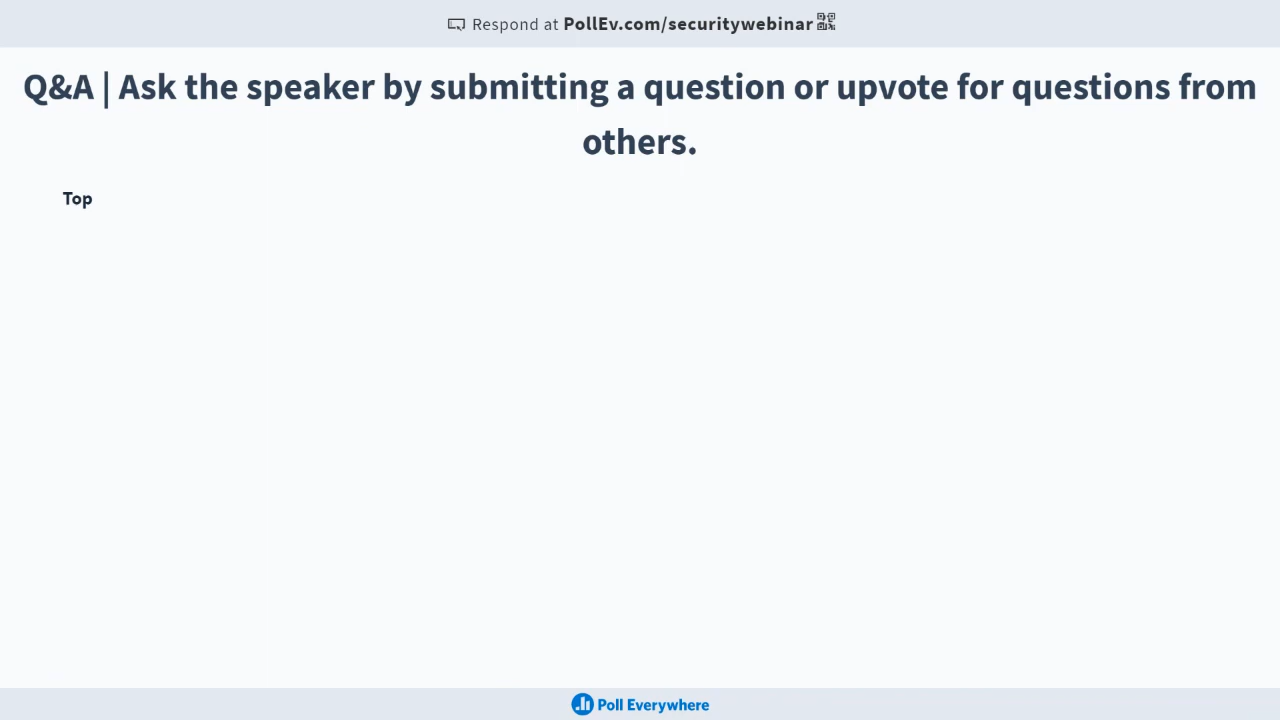 Respond at PollEv.com/securitywebinar
Q&A | Ask the speaker by submitting a question or upvote for questions from
others.
Top
Poll Everywhere